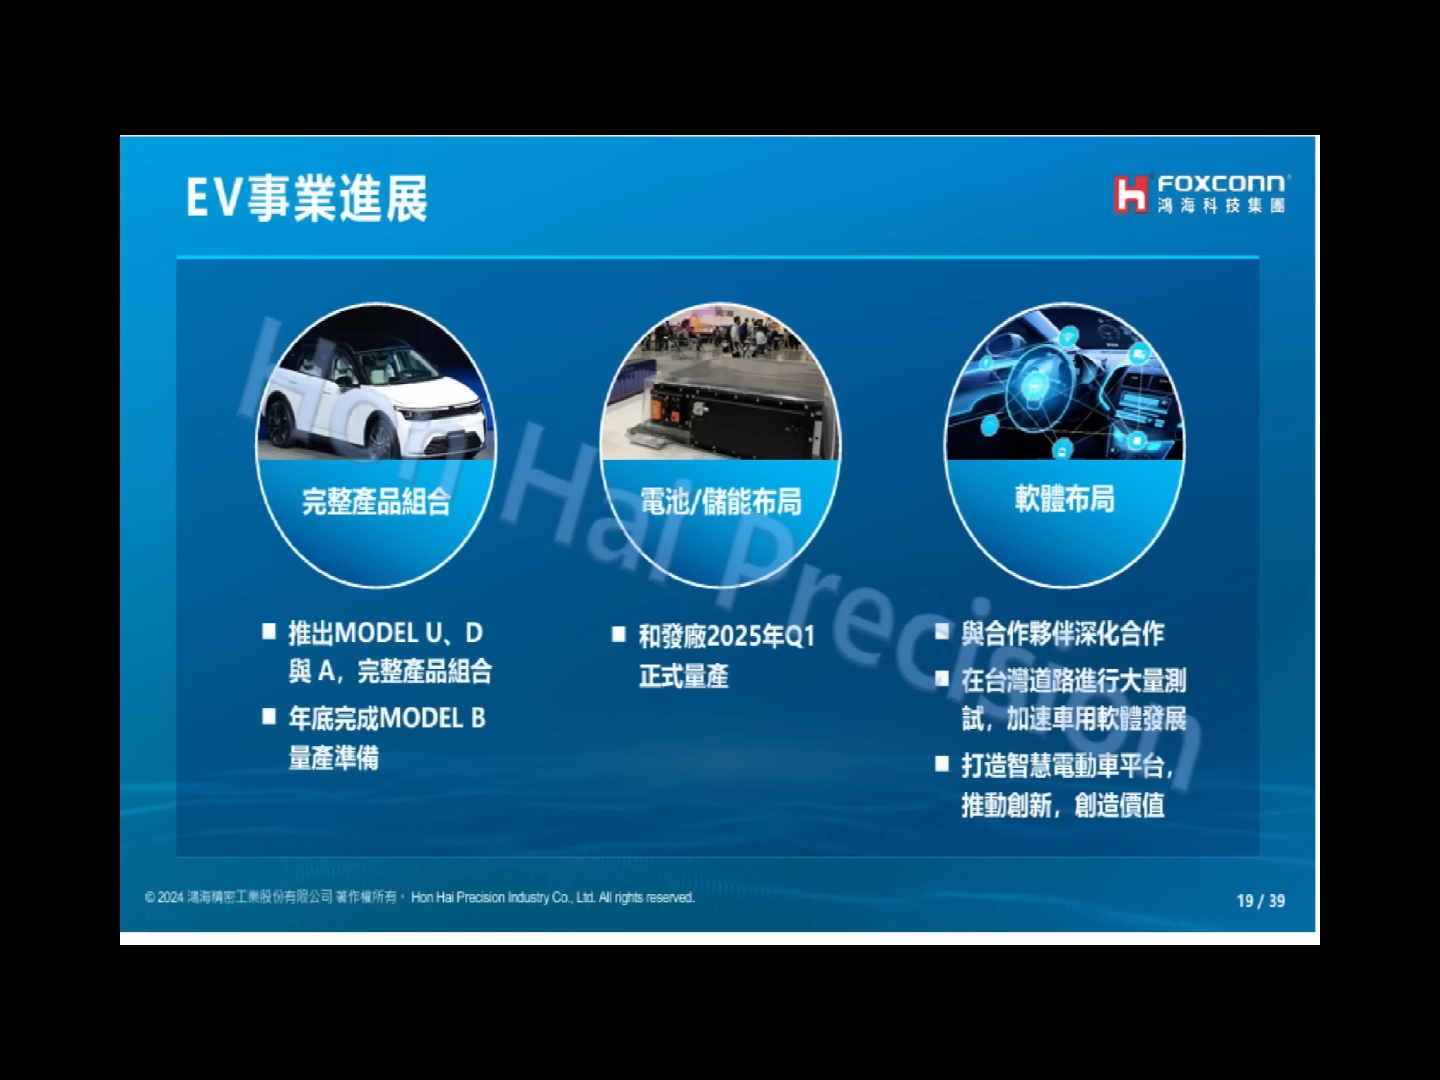 EV事業進展
FOXCONN
鴻海科技集團
完整產品組合
電池/儲能布局
軟體布局
■ 推出MODEL U、D
與 A，完整產品組合
■ 年底完成MODEL B
量產準備
■ 和發廠2025年Q1
正式量產
■ 與合作夥伴深化合作
■ 在台灣道路進行大量測
試，加速車用軟體發展
■ 打造智慧電動車平台，
推動創新，創造價值
Hon Hai Precision
© 2024 鴻海精密工業股份有限公司 著作權所有。 Hon Hai Precision Industry Co., Ltd. All rights reserved.
19 / 39